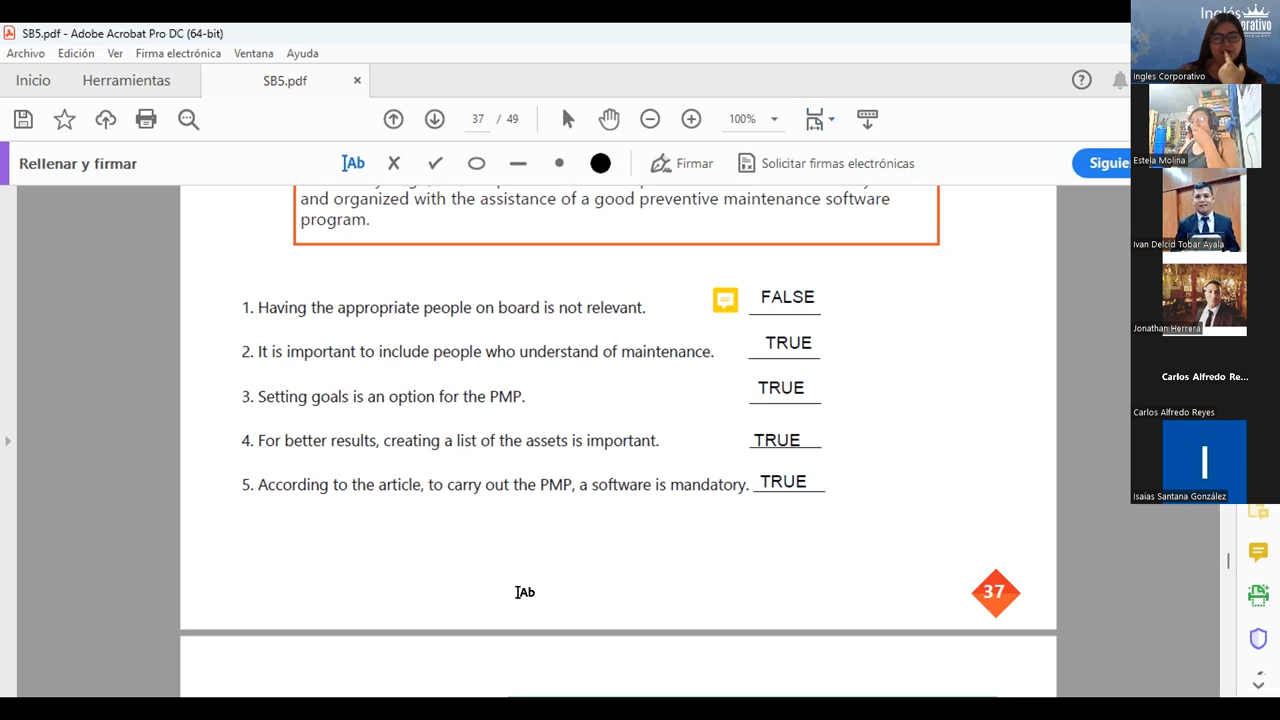 SB5.pdf - Adobe Acrobat Pro DC (64-bit)
Archivo Edición Ver Firma electrónica Ventana Ayuda
Inicio Herramientas SB5.pdf ×
37 / 49 100%
Rellenar y firmar Ab Firmar Solicitar firmas electrónicas Siguie
and organized with the assistance of a good preventive maintenance software
program.
1. Having the appropriate people on board is not relevant. FALSE
2. It is important to include people who understand of maintenance. TRUE
3. Setting goals is an option for the PMP. TRUE
4. For better results, creating a list of the assets is important. TRUE
5. According to the article, to carry out the PMP, a software is mandatory. TRUE
Ab
37
Inglés
orativo
Ingles Corporativo
Estela Molina
Ivan Delcid Tobar Ayala
Jonathan Herrera
Carlos Alfredo Re...
Carlos Alfredo Reyes
I
Isaias Santana González